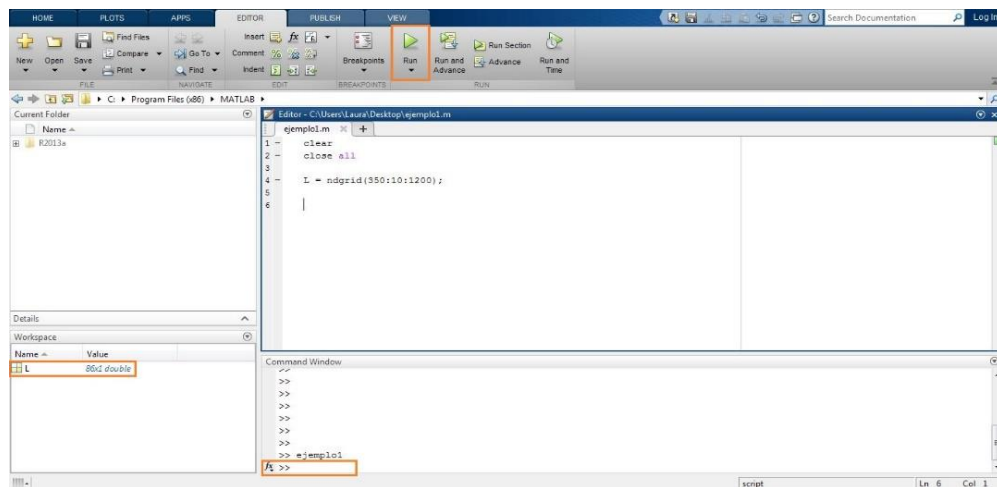 HOME PLOTS APPS EDITOR PUBLISH VIEW Search Documentation Log In
New Open Save Find Files Compare Print Go To Find Insert Comment Indent fx Breakpoints Run Run and Advance Run Section Advance Run and Time
FILE NAVIGATE EDIT BREAKPOINTS RUN
C: Program Files (x86) MATLAB
Current Folder
Name
R2013a
Details
Workspace
Name Value
L 86x1 double
Editor - C:\Users\Laura\Desktop\ejemplo1.m
ejemplo1.m
1 clear
2 close all
3
4 L = ndgrid(350:10:1200);
5
6
Command Window
>>
>>
>>
>>
>>
>>
>>
>> ejemplo1
fx >>
script Ln 6 Col 1